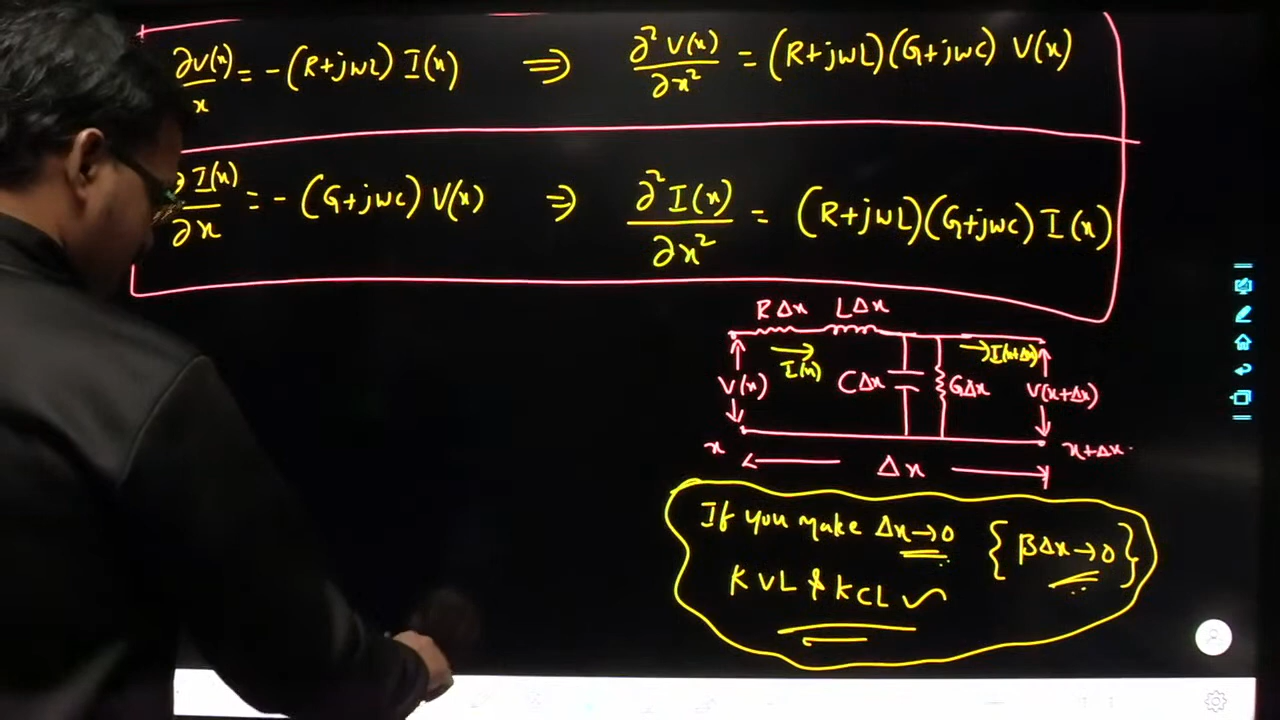 ∂V(x)/x = -(R+jωL) I(x) ⇒ ∂²V(x)/∂x² = (R+jωL)(G+jωC) V(x)
∂I(x)/∂x = -(G+jωC) V(x) ⇒ ∂²I(x)/∂x² = (R+jωL)(G+jωC) I(x)
RΔx LΔx
I(x) I(x+Δx)
V(x) CΔx GΔx V(x+Δx)
x x+Δx
Δx
If you make Δx→0 {βΔx→0}
KVL & KCL